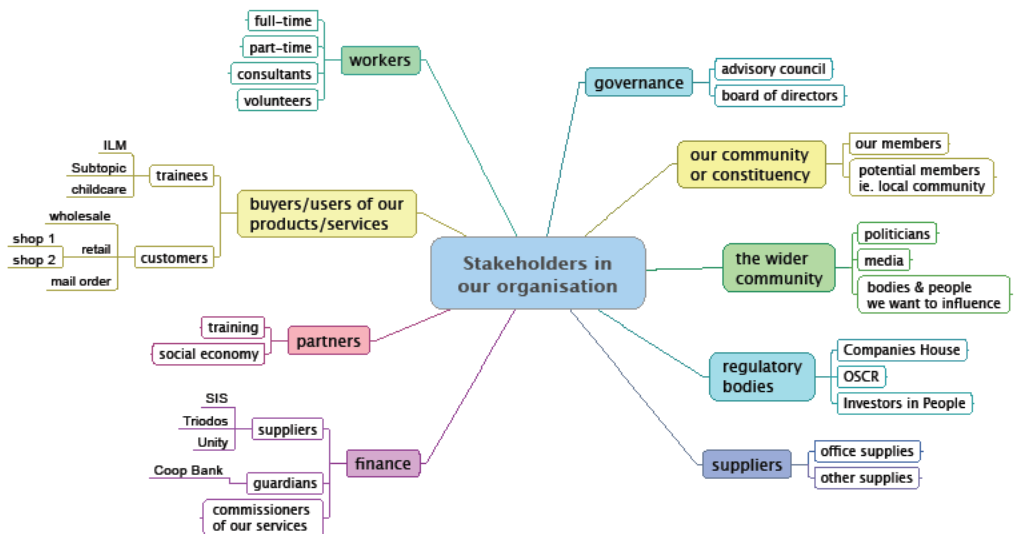 Stakeholders in
our organisation
workers
full-time
part-time
consultants
volunteers
buyers/users of our
products/services
trainees
ILM
Subtopic
childcare
customers
wholesale
retail
shop 1
shop 2
mail order
partners
training
social economy
finance
suppliers
SIS
Triodos
Unity
guardians
Coop Bank
commissioners
of our services
governance
advisory council
board of directors
our community
or constituency
our members
potential members
ie. local community
the wider
community
politicians
media
bodies & people
we want to influence
regulatory
bodies
Companies House
OSCR
Investors in People
suppliers
office supplies
other supplies